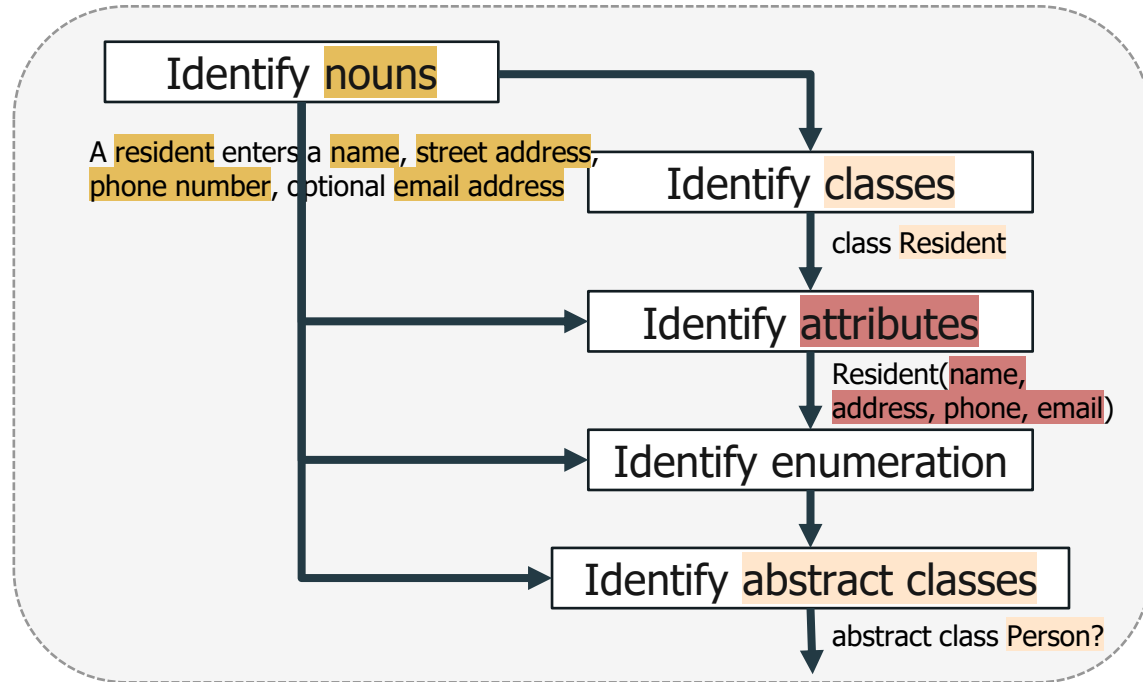 Identify nouns
A resident enters a name, street address,
phone number, optional email address
Identify classes
class Resident
Identify attributes
Resident(name,
address, phone, email)
Identify enumeration
Identify abstract classes
abstract class Person?